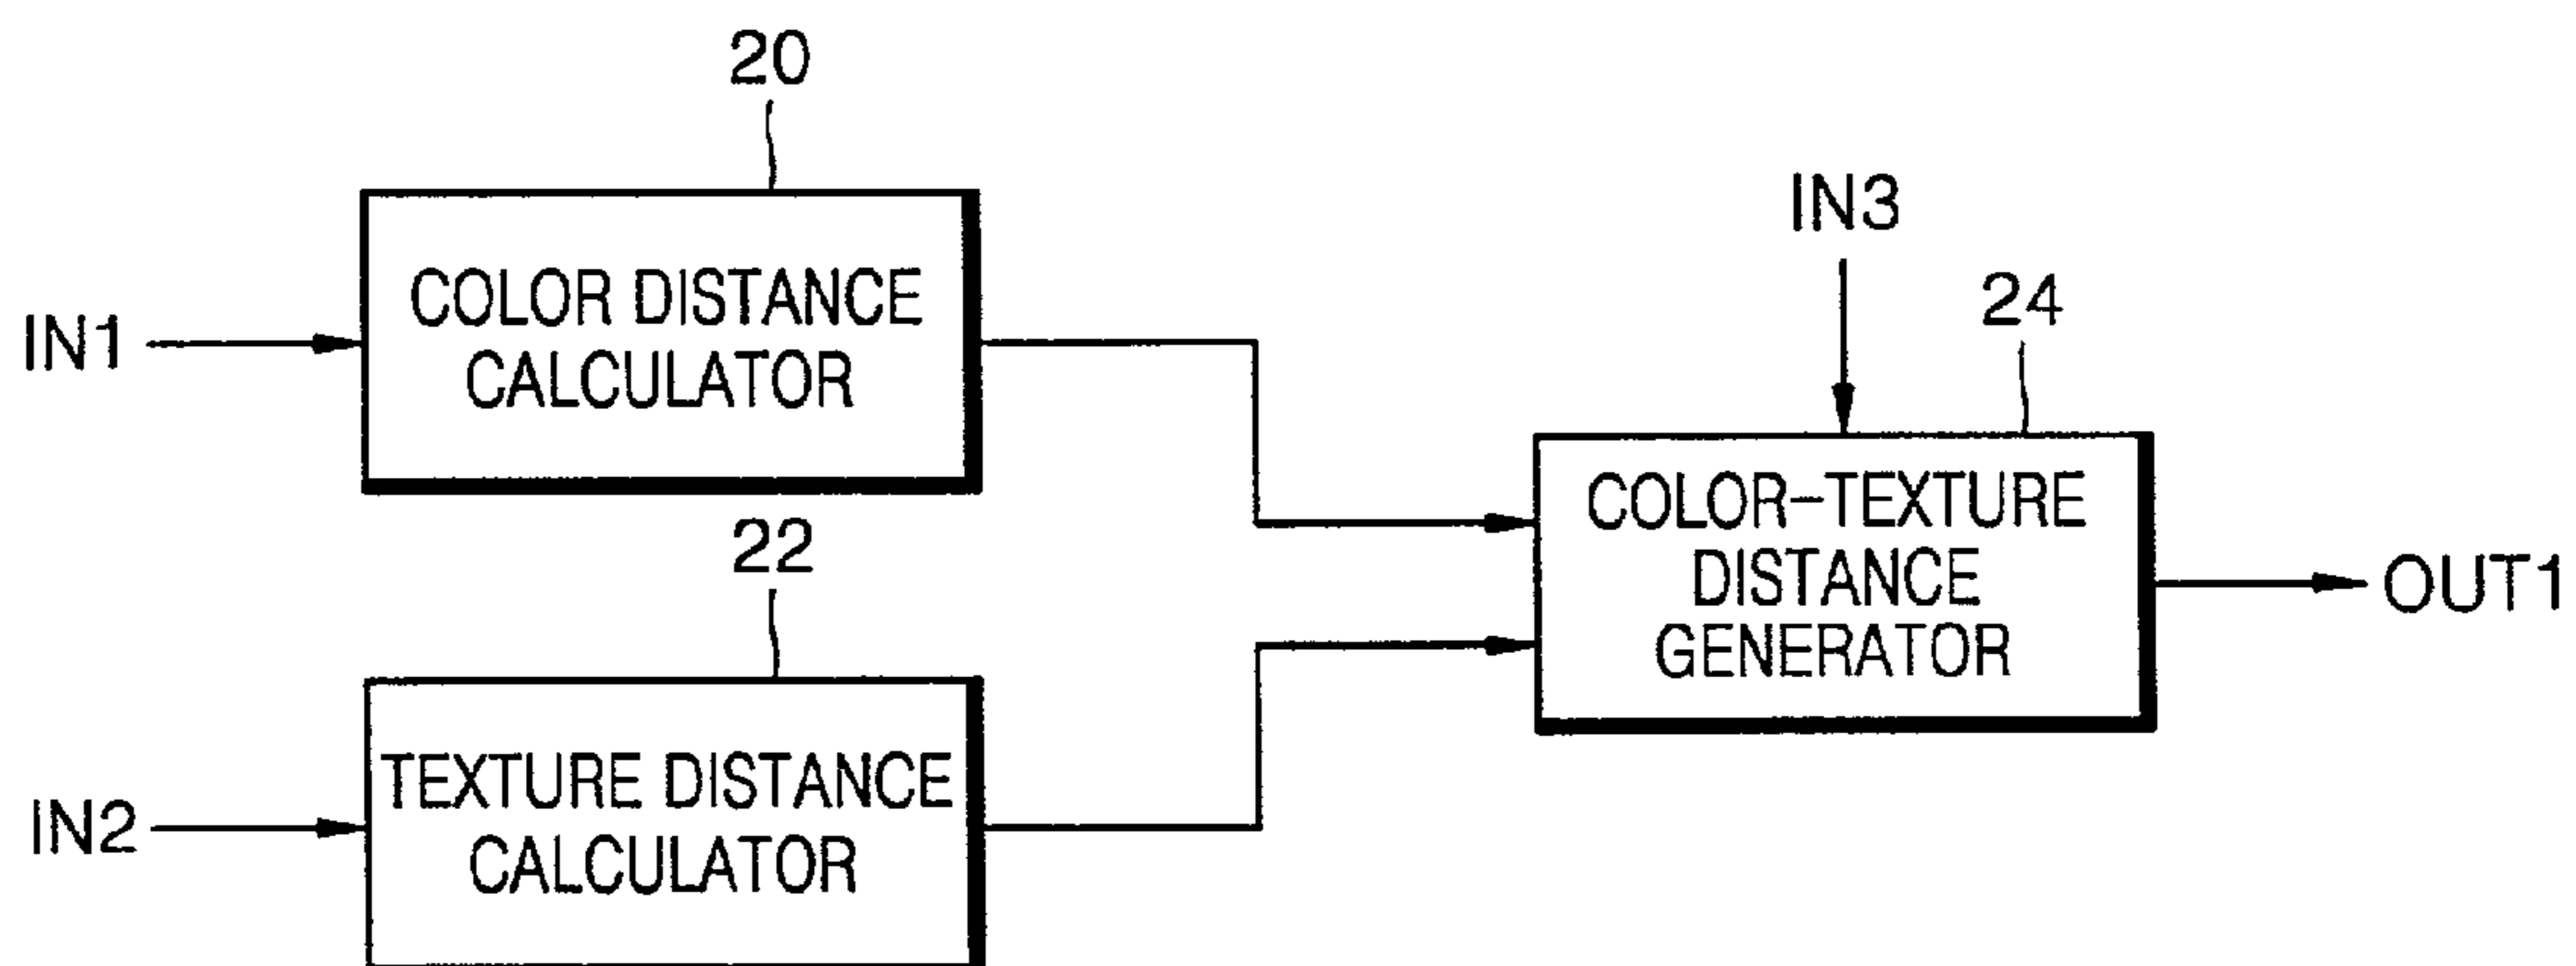 20
IN3
IN1
COLOR DISTANCE
CALCULATOR
24
COLOR-TEXTURE
DISTANCE
GENERATOR
OUT1
22
IN2
TEXTURE DISTANCE
CALCULATOR